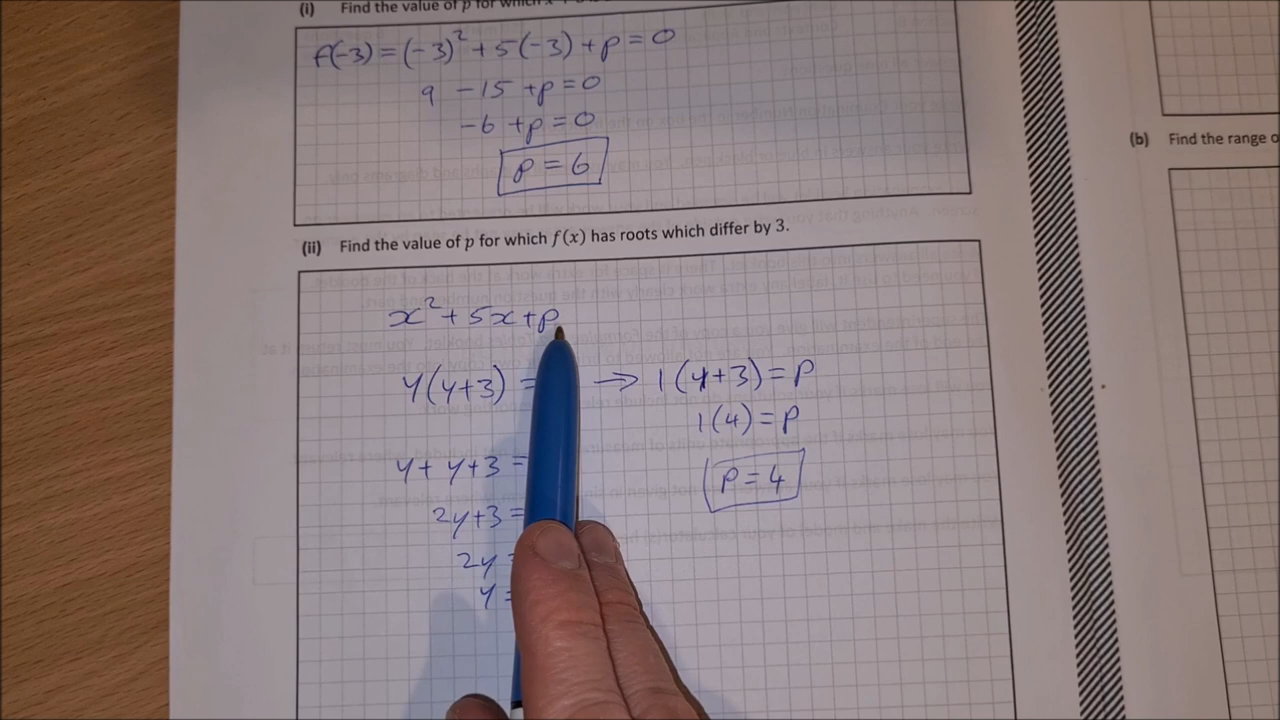 (i) Find the value of p for which
f(-3) = (-3)² + 5(-3) + p = 0
9 - 15 + p = 0
-6 + p = 0
p = 6
(ii) Find the value of p for which f(x) has roots which differ by 3.
x² + 5x + p
y(y+3) = → 1(y+3) = p
1(4) = p
y + y + 3 =
p = 4
2y + 3 =
2y =
y =
(b) Find the range